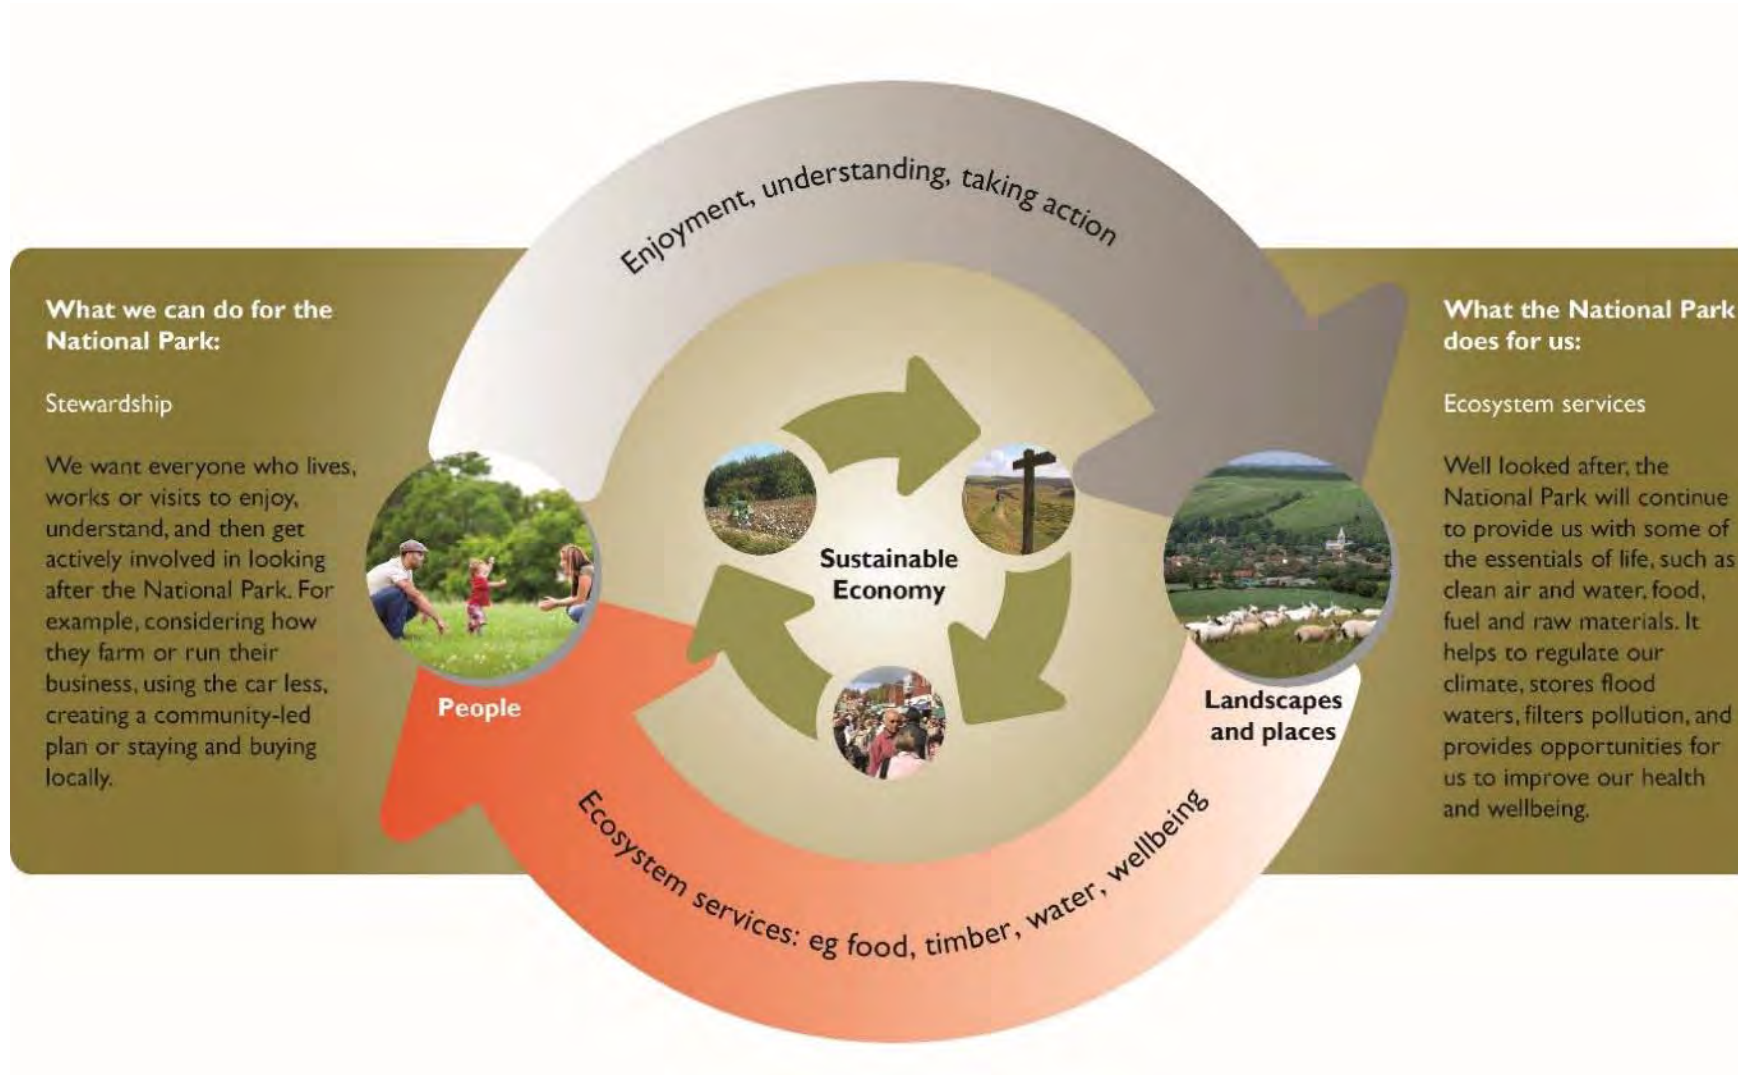 Enjoyment, understanding, taking action
What we can do for the
National Park:
Stewardship
We want everyone who lives,
works or visits to enjoy,
understand, and then get
actively involved in looking
after the National Park. For
example, considering how
they farm or run their
business, using the car less,
creating a community-led
plan or staying and buying
locally.
People
Sustainable
Economy
Landscapes
and places
Ecosystem services: eg food, timber, water, wellbeing
What the National Park
does for us:
Ecosystem services
Well looked after, the
National Park will continue
to provide us with some of
the essentials of life, such as
clean air and water, food,
fuel and raw materials. It
helps to regulate our
climate, stores flood
waters, filters pollution, and
provides opportunities for
us to improve our health
and wellbeing.